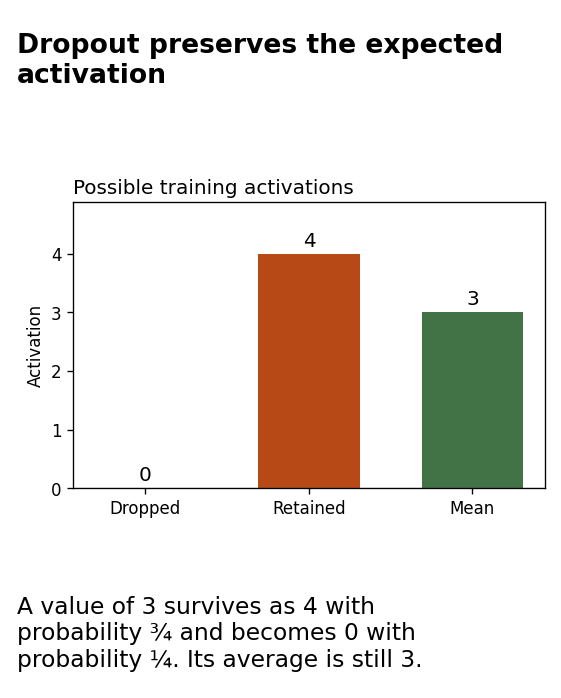 Dropout preserves the expected
activation
Possible training activations
Activation
4
3
2
1
0
0
4
3
Dropped
Retained
Mean
A value of 3 survives as 4 with
probability ¾ and becomes 0 with
probability ¼. Its average is still 3.